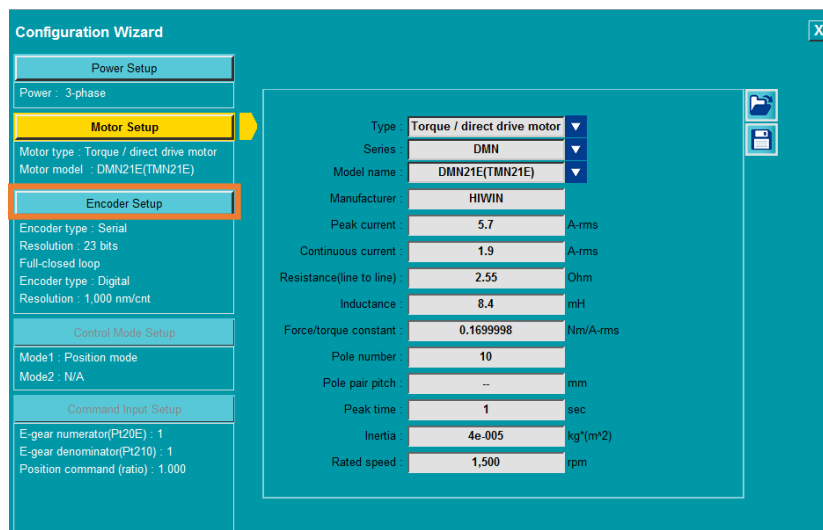 Configuration Wizard
X
Power Setup
Power : 3-phase
Motor Setup
Motor type : Torque / direct drive motor
Motor model : DMN21E(TMN21E)
Encoder Setup
Encoder type : Serial
Resolution : 23 bits
Full-closed loop
Encoder type : Digital
Resolution : 1,000 nm/cnt
Control Mode Setup
Mode1 : Position mode
Mode2 : N/A
Command Input Setup
E-gear numerator(Pt20E) : 1
E-gear denominator(Pt210) : 1
Position command (ratio) : 1.000
Type : Torque / direct drive motor
Series : DMN
Model name : DMN21E(TMN21E)
Manufacturer : HIWIN
Peak current : 5.7 A-rms
Continuous current : 1.9 A-rms
Resistance(line to line) : 2.55 Ohm
Inductance : 8.4 mH
Force/torque constant : 0.1699998 Nm/A-rms
Pole number : 10
Pole pair pitch : -- mm
Peak time : 1 sec
Inertia : 4e-005 kg*(m^2)
Rated speed : 1,500 rpm